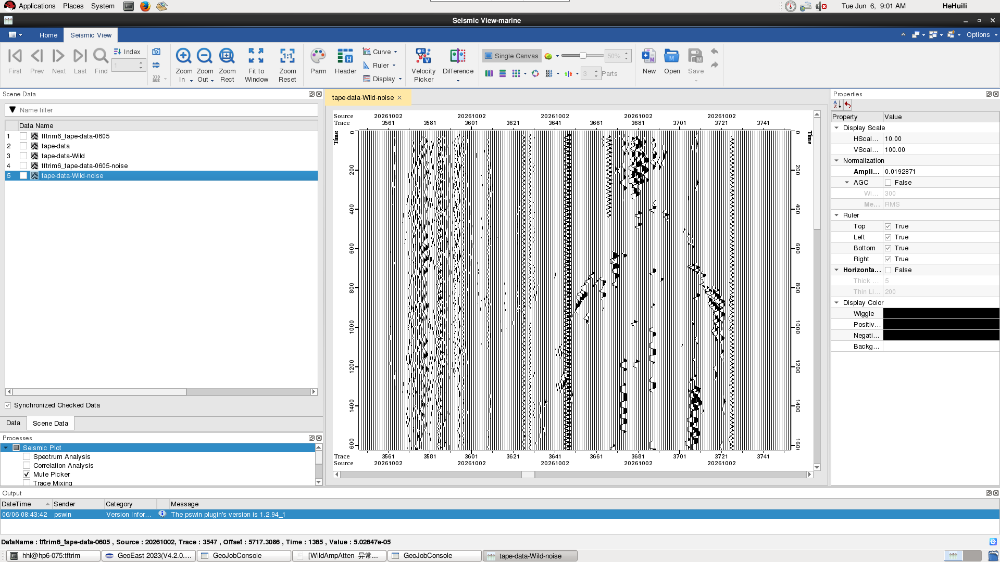 Applications Places System Tue Jun 6, 9:01 AM HeHuili
Seismic View-marine
Home Seismic View Options
First Prev Next Last Find Index 1
Zoom In Zoom Out Zoom Rect Fit to Window Zoom Reset
Parm Header Curve Ruler Display
Velocity Picker Difference
Single Canvas 50% 3 Parts
New Open Save
Scene Data
Name filter
Data Name
1 tftrim6_tape-data-0605
2 tape-data
3 tape-data-Wild
4 tftrim6_tape-data-0605-noise
5 tape-data-Wild-noise
Synchronized Checked Data
Data Scene Data
Processes
Seismic Plot
Spectrum Analysis
Correlation Analysis
Mute Picker
Trace Mixing
tape-data-Wild-noise
Source 20261002 20261002 20261002 20261002 20261002
Trace 3561 3581 3601 3621 3641 3661 3681 3701 3721 3741
Time Time
0 0
200 200
400 400
600 600
800 800
1000 1000
1200 1200
1400 1400
600 160
Trace 3561 3581 3601 3621 3641 3661 3681 3701 3721 3741
Source 20261002 20261002 20261002 20261002 20261002
Properties
Property Value
Display Scale
HScal... 10.00
VScal... 100.00
Normalization
Ampli... 0.0192871
AGC False
Wi... 300
Me... RMS
Ruler
Top True
Left True
Bottom True
Right True
Horizonta... False
Thick ... 5
Thin Li... 200
Display Color
Wiggle
Positiv...
Negati...
Backg...
Output
DateTime Sender Category Message
06/06 08:43:42 pswin Version Infor... The pswin plugin's version is 1.2.94_1
DataName : tftrim6_tape-data-0605 , Source : 20261002, Trace : 3547 , Offset : 5717.3086 , Time : 1365 , Value : 5.02647e-05
hhl@hp6-075:tftrim GeoEast 2023(V4.2.0.... GeoJobConsole [WildAmpAtten 异常... GeoJobConsole tape-data-Wild-noise